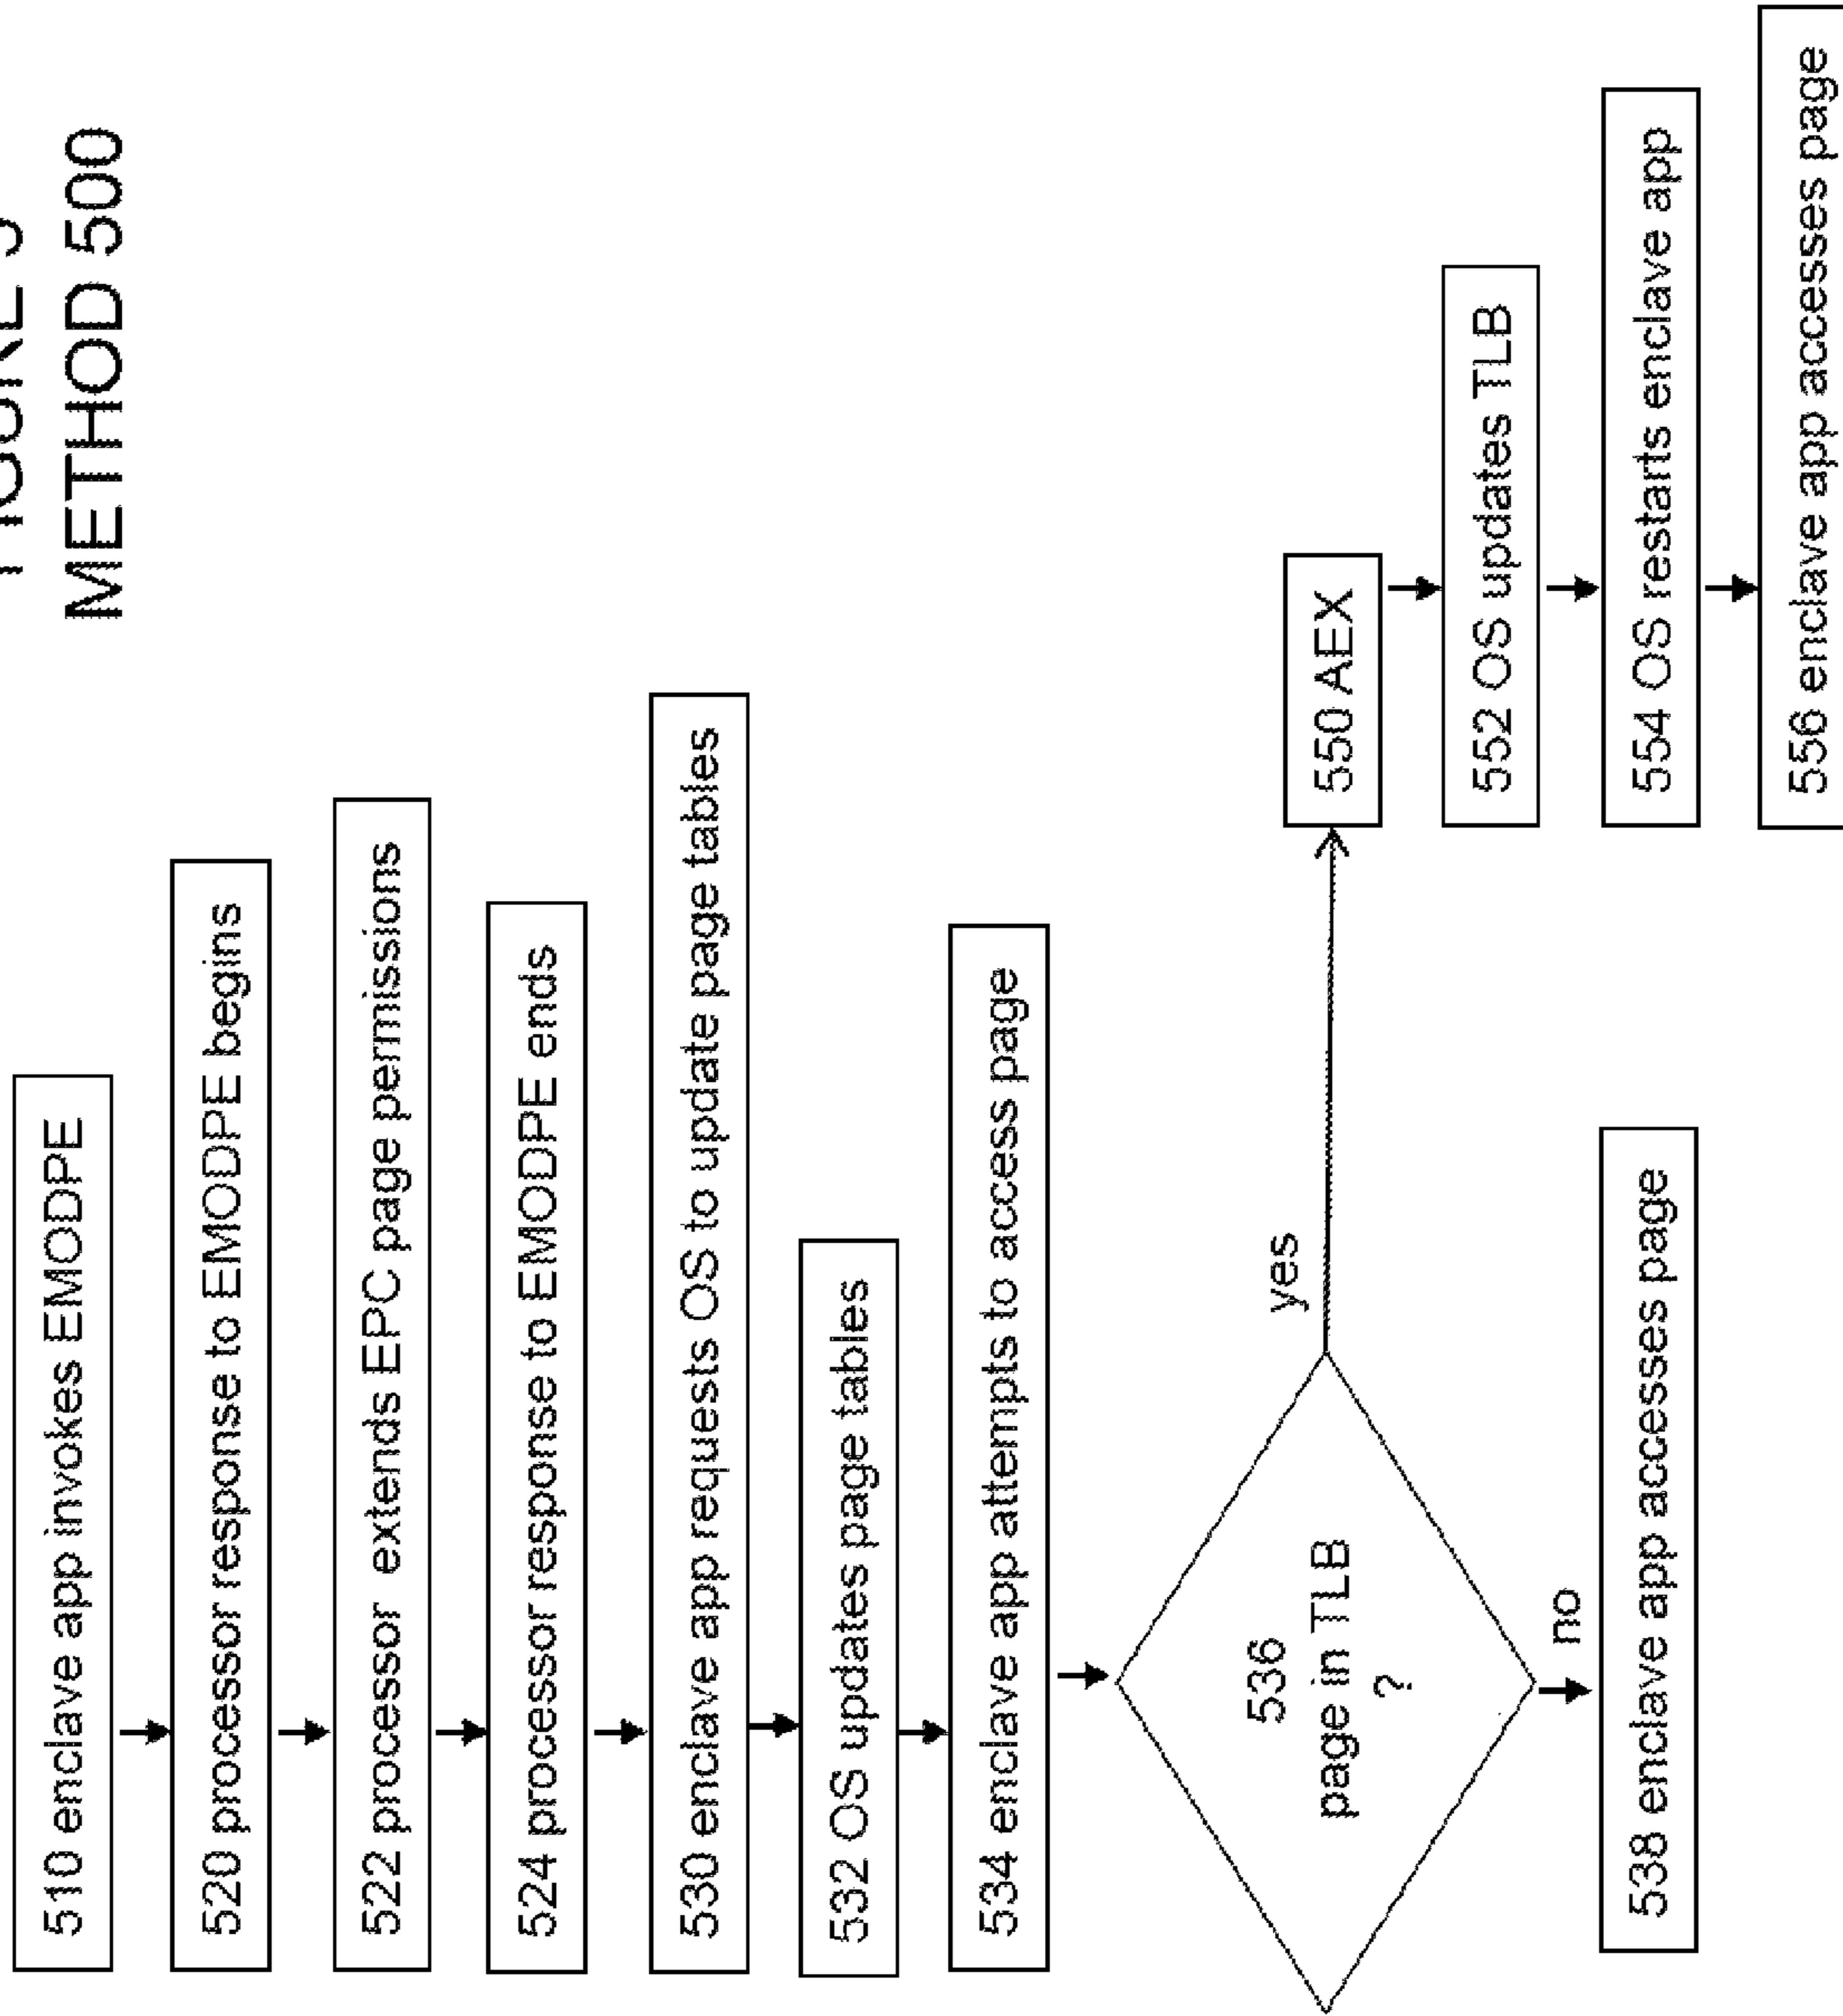 METHOD 500
510 enclave app invokes EMODPE
520 processor response to EMODPE begins
522 processor extends EPC page permissions
524 processor response to EMODPE ends
530 enclave app requests OS to update page tables
532 OS updates page tables
534 enclave app attempts to access page
536
page in TLB
?
yes
no
538 enclave app accesses page
550 AEX
552 OS updates TLB
554 OS restarts enclave app
556 enclave app accesses page